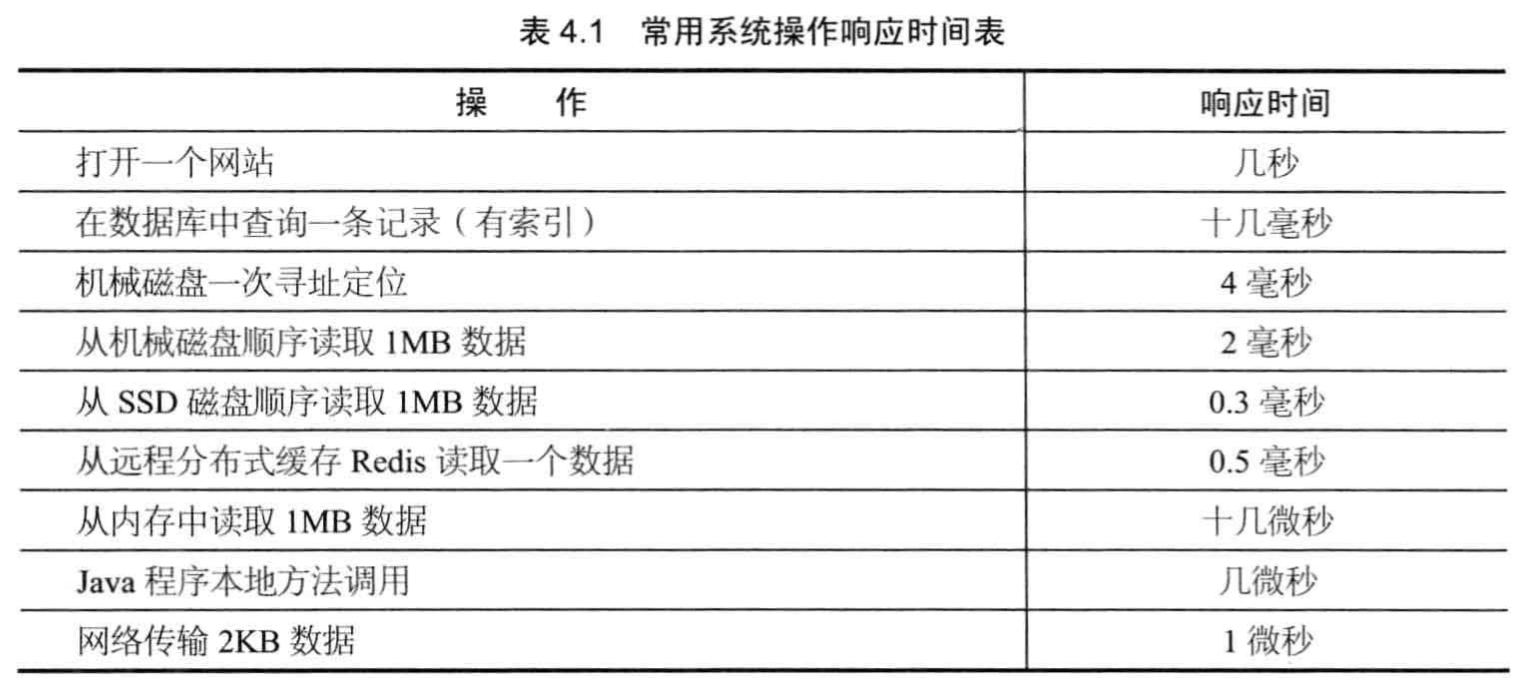 表 4.1 常用系统操作响应时间表
操 作 响应时间
打开一个网站 几秒
在数据库中查询一条记录（有索引） 十几毫秒
机械磁盘一次寻址定位 4 毫秒
从机械磁盘顺序读取 1MB 数据 2 毫秒
从 SSD 磁盘顺序读取 1MB 数据 0.3 毫秒
从远程分布式缓存 Redis 读取一个数据 0.5 毫秒
从内存中读取 1MB 数据 十几微秒
Java 程序本地方法调用 几微秒
网络传输 2KB 数据 1 微秒